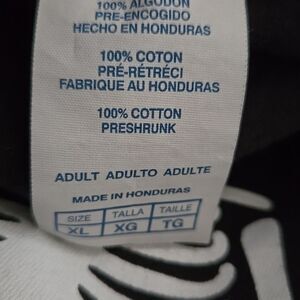 100% ALGODON
PRE-ENCOGIDO
HECHO EN HONDURAS
100% COTON
PRÉ-RÉTRÉCI
FABRIQUE AU HONDURAS
100% COTTON
PRESHRUNK
ADULT ADULTO ADULTE
MADE IN HONDURAS
SIZE TALLA TAILLE
XL XG TG